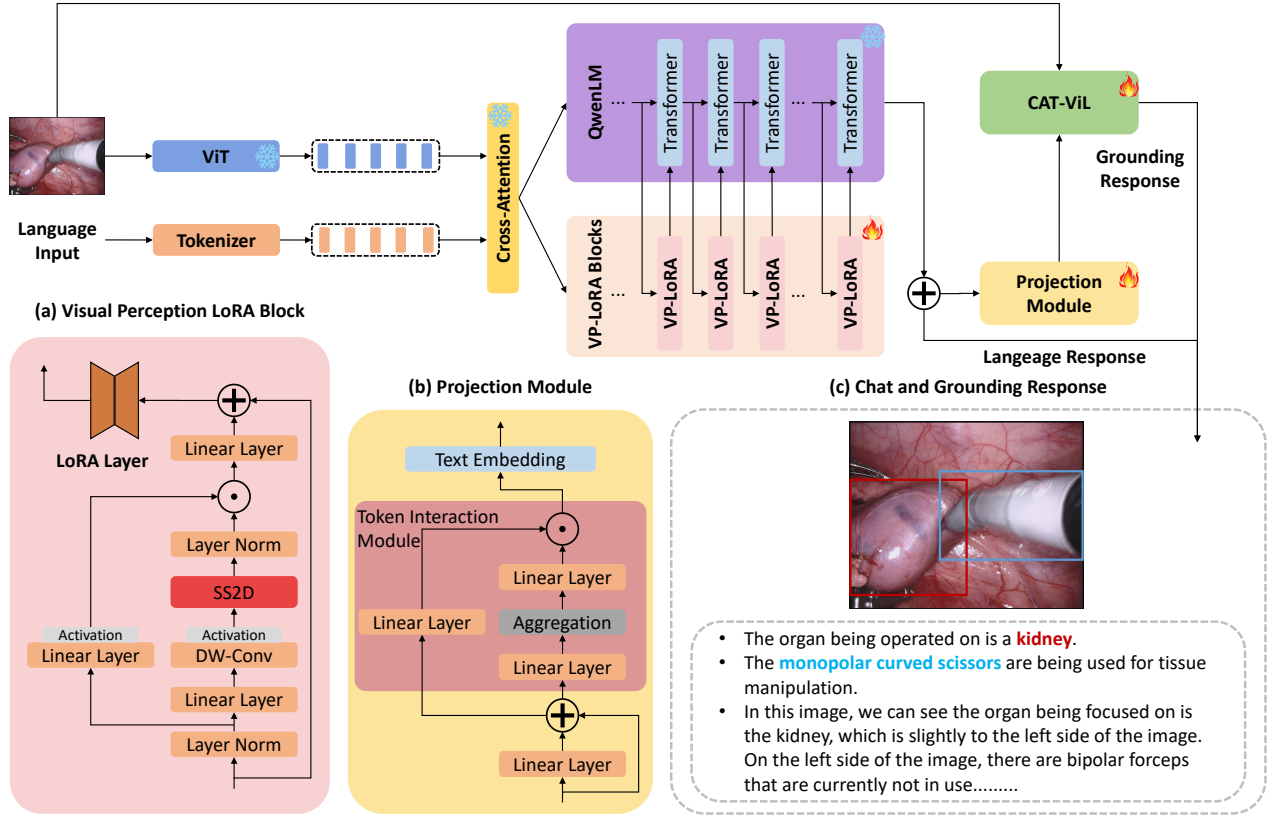 ViT
Language
Input
Tokenizer
Cross-Attention
QwenLM
...
Transformer
Transformer
Transformer
...
Transformer
VP-LoRA Blocks
...
VP-LoRA
VP-LoRA
VP-LoRA
...
VP-LoRA
CAT-ViL
Grounding
Response
Projection
Module
Langeage Response
(a) Visual Perception LoRA Block
LoRA Layer
Linear Layer
Layer Norm
SS2D
Activation
Linear Layer
Activation
DW-Conv
Linear Layer
Layer Norm
(b) Projection Module
Text Embedding
Token Interaction
Module
Linear Layer
Linear Layer
Aggregation
Linear Layer
Linear Layer
(c) Chat and Grounding Response
• The organ being operated on is a kidney.
• The monopolar curved scissors are being used for tissue
manipulation.
• In this image, we can see the organ being focused on is
the kidney, which is slightly to the left side of the image.
On the left side of the image, there are bipolar forceps
that are currently not in use.........